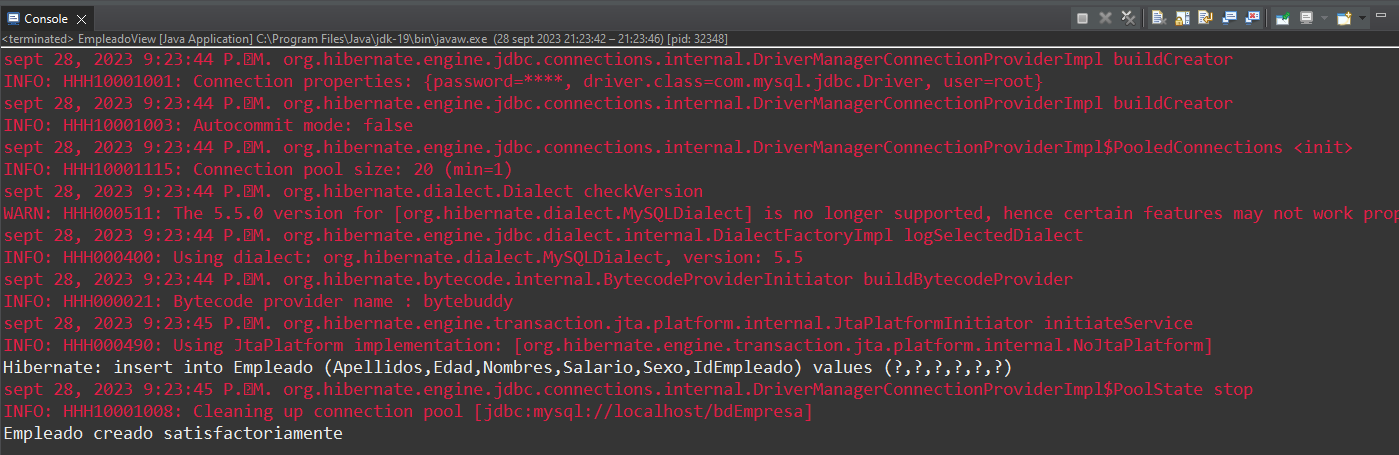 Console
<terminated> EmpleadoView [Java Application] C:\Program Files\Java\jdk-19\bin\javaw.exe (28 sept 2023 21:23:42 – 21:23:46) [pid: 32348]
sept 28, 2023 9:23:44 P. M. org.hibernate.engine.jdbc.connections.internal.DriverManagerConnectionProviderImpl buildCreator
INFO: HHH10001001: Connection properties: {password=****, driver.class=com.mysql.jdbc.Driver, user=root}
sept 28, 2023 9:23:44 P. M. org.hibernate.engine.jdbc.connections.internal.DriverManagerConnectionProviderImpl buildCreator
INFO: HHH10001003: Autocommit mode: false
sept 28, 2023 9:23:44 P. M. org.hibernate.engine.jdbc.connections.internal.DriverManagerConnectionProviderImpl$PooledConnections <init>
INFO: HHH10001115: Connection pool size: 20 (min=1)
sept 28, 2023 9:23:44 P. M. org.hibernate.dialect.Dialect checkVersion
WARN: HHH000511: The 5.5.0 version for [org.hibernate.dialect.MySQLDialect] is no longer supported, hence certain features may not work prop
sept 28, 2023 9:23:44 P. M. org.hibernate.engine.jdbc.dialect.internal.DialectFactoryImpl logSelectedDialect
INFO: HHH000400: Using dialect: org.hibernate.dialect.MySQLDialect, version: 5.5
sept 28, 2023 9:23:44 P. M. org.hibernate.bytecode.internal.BytecodeProviderInitiator buildBytecodeProvider
INFO: HHH000021: Bytecode provider name : bytebuddy
sept 28, 2023 9:23:45 P. M. org.hibernate.engine.transaction.jta.platform.internal.JtaPlatformInitiator initiateService
INFO: HHH000490: Using JtaPlatform implementation: [org.hibernate.engine.transaction.jta.platform.internal.NoJtaPlatform]
Hibernate: insert into Empleado (Apellidos,Edad,Nombres,Salario,Sexo,IdEmpleado) values (?,?,?,?,?,?)
sept 28, 2023 9:23:45 P. M. org.hibernate.engine.jdbc.connections.internal.DriverManagerConnectionProviderImpl$PoolState stop
INFO: HHH10001008: Cleaning up connection pool [jdbc:mysql://localhost/bdEmpresa]
Empleado creado satisfactoriamente